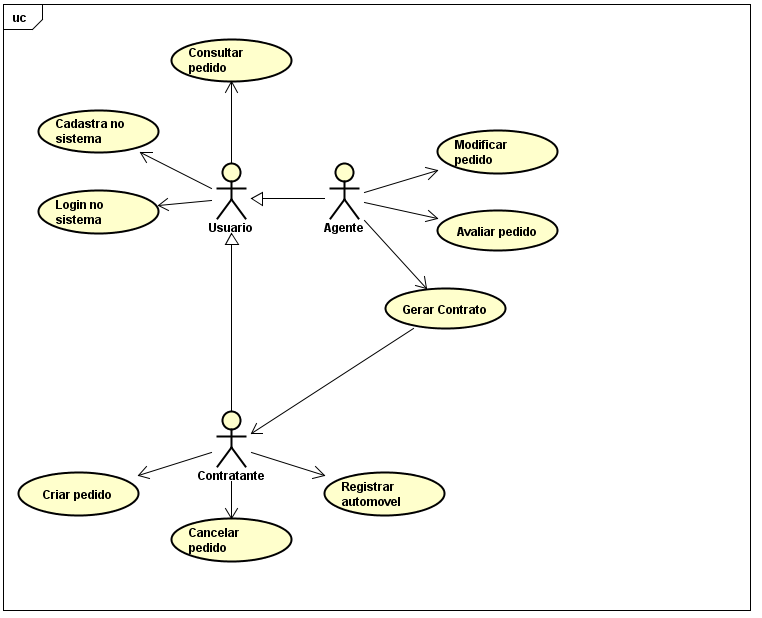 uc
Consultar
pedido
Cadastra no
sistema
Modificar
pedido
Login no
sistema
Usuario
Agente
Avaliar pedido
Gerar Contrato
Contratante
Criar pedido
Registrar
automovel
Cancelar
pedido